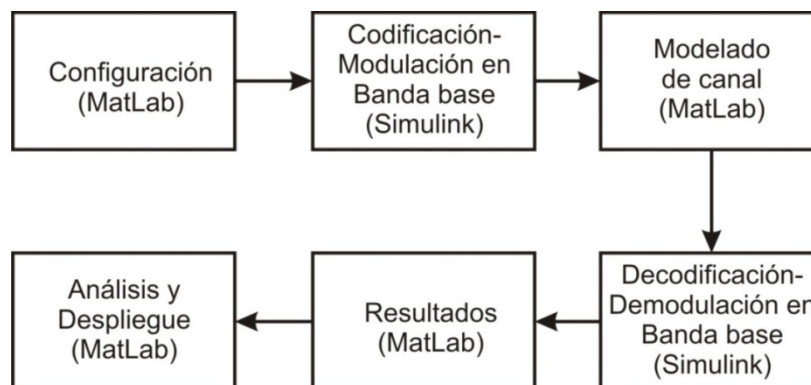 Configuración
(MatLab)
Codificación-
Modulación en
Banda base
(Simulink)
Modelado
de canal
(MatLab)
Decodificación-
Demodulación en
Banda base
(Simulink)
Resultados
(MatLab)
Análisis y
Despliegue
(MatLab)